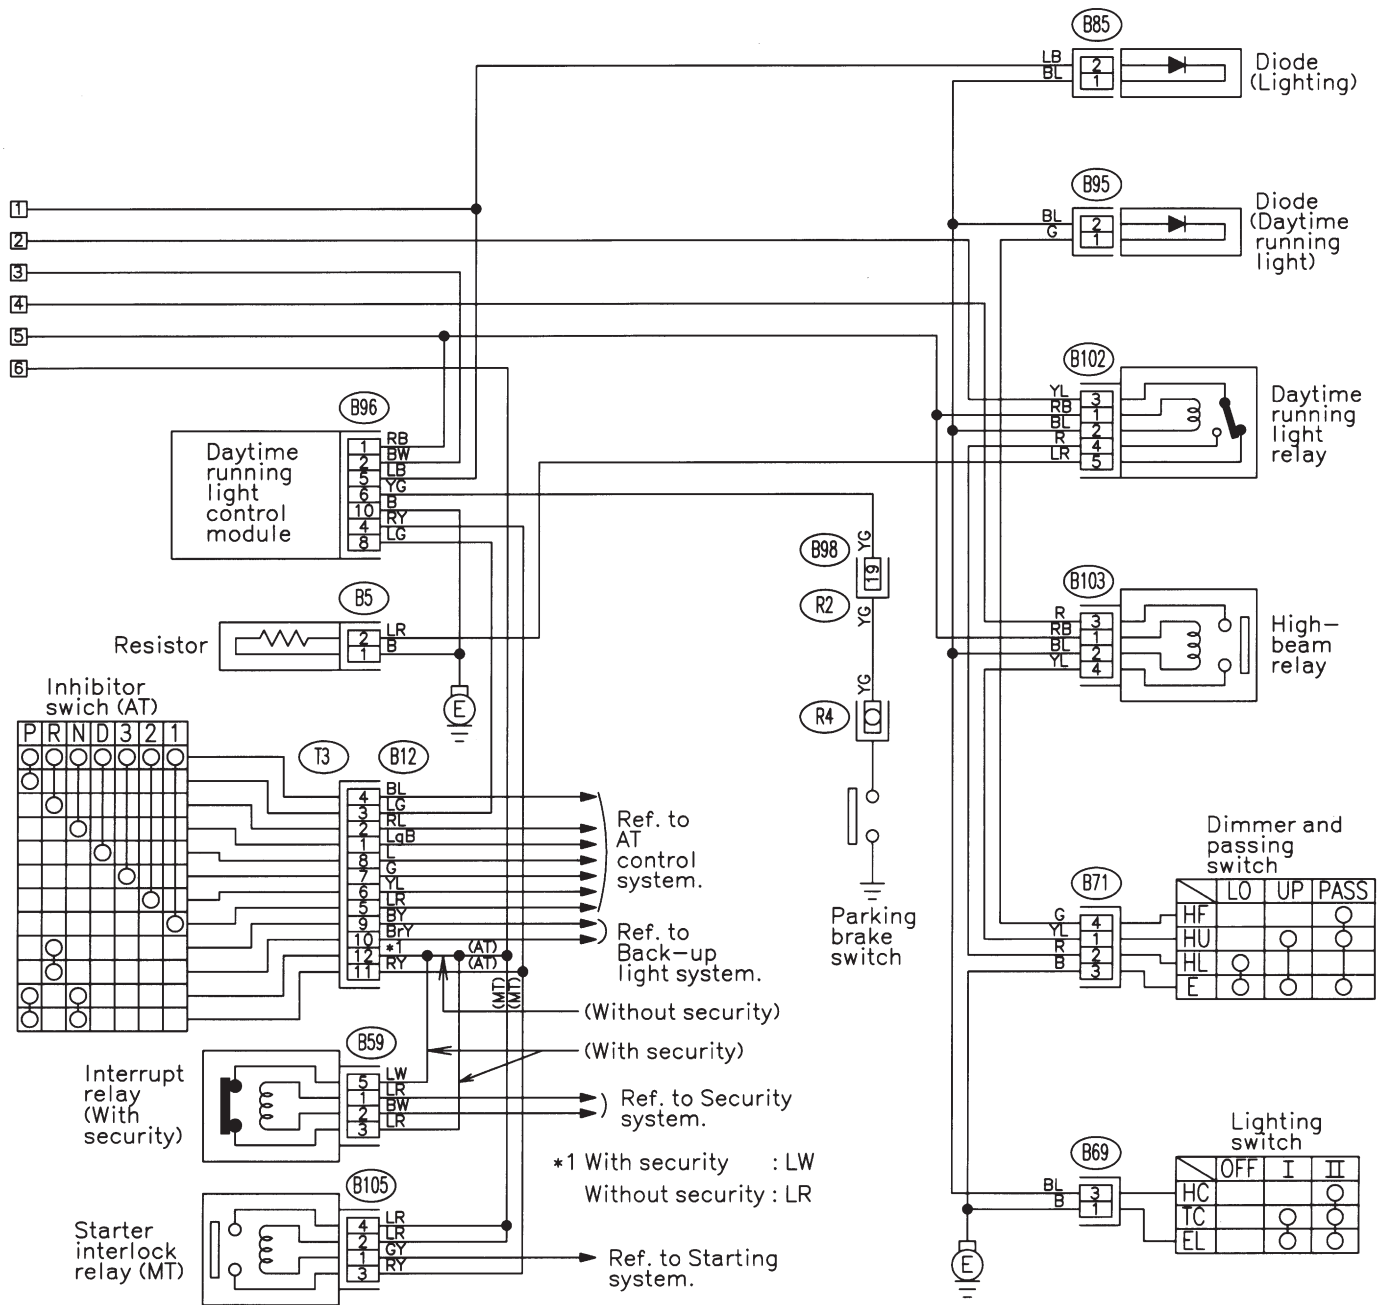 B85
LB 2
BL 1
Diode
(Lighting)
B95
BL 2
G 1
Diode
(Daytime
running
light)
1
2
3
4
5
6
B102
YL 3
RB 1
BL 2
R 4
LR 5
Daytime
running
light
relay
B96
Daytime
running
light
control
module
1 RB
2 BW
5 LB
6 YG
10 B
4 RY
8 LG
B98
YG
19
R2
YG
YG
R4
Parking
brake
switch
B103
R 3
RB 1
BL 2
YL 4
High-
beam
relay
B5
Resistor
2 LR
1 B
E
Inhibitor
swich (AT)
P R N D 3 2 1
T3 B12
4 BL
3 LG
2 RL
1 LgB
8 L
7 G
6 YL
5 LR
9 BY
10 BrY
12 *1 (AT)
11 RY (AT)
(MT)
(MT)
Ref. to
AT
control
system.
Ref. to
Back-up
light system.
(Without security)
(With security)
B71
G 4
YL 1
R 2
B 3
Dimmer and
passing
switch
LO UP PASS
HF
HU
HL
E
B59
Interrupt
relay
(With
security)
5 LW
1 LR
2 BW
3 LR
Ref. to Security
system.
*1 With security : LW
Without security : LR
B105
Starter
interlock
relay (MT)
4 LR
2 LR
1 GY
3 RY
Ref. to Starting
system.
B69
BL 3
B 1
E
Lighting
switch
OFF I II
HC
TC
EL